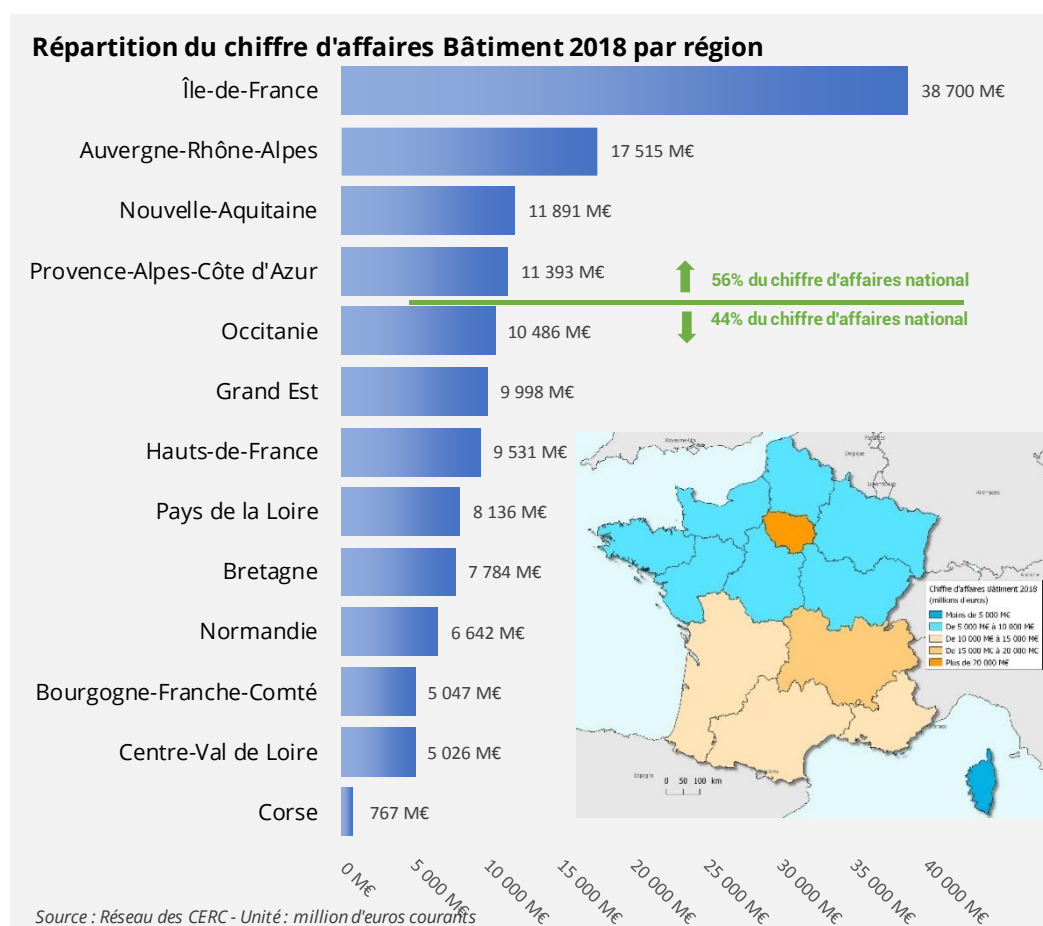 Répartition du chiffre d'affaires Bâtiment 2018 par région
Île-de-France
38 700 M€
Auvergne-Rhône-Alpes
17 515 M€
Nouvelle-Aquitaine
11 891 M€
Provence-Alpes-Côte d'Azur
11 393 M€
56% du chiffre d'affaires national
44% du chiffre d'affaires national
Occitanie
10 486 M€
Grand Est
9 998 M€
Hauts-de-France
9 531 M€
Pays de la Loire
8 136 M€
Bretagne
7 784 M€
Normandie
6 642 M€
Bourgogne-Franche-Comté
5 047 M€
Centre-Val de Loire
5 026 M€
Corse
767 M€
Royaume-Uni
Belgique
Luxembourg
Allemagne
Chiffre d'affaires Bâtiment 2018
(millions d'euros)
Moins de 5 000 M€
De 5 000 M€ à 10 000 M€
De 10 000 M€ à 15 000 M€
De 15 000 M€ à 20 000 M€
Plus de 20 000 M€
Espagne
0 50 100 km
0 M€
5 000 M€
10 000 M€
15 000 M€
20 000 M€
25 000 M€
30 000 M€
35 000 M€
40 000 M€
Source : Réseau des CERC - Unité : million d'euros courants